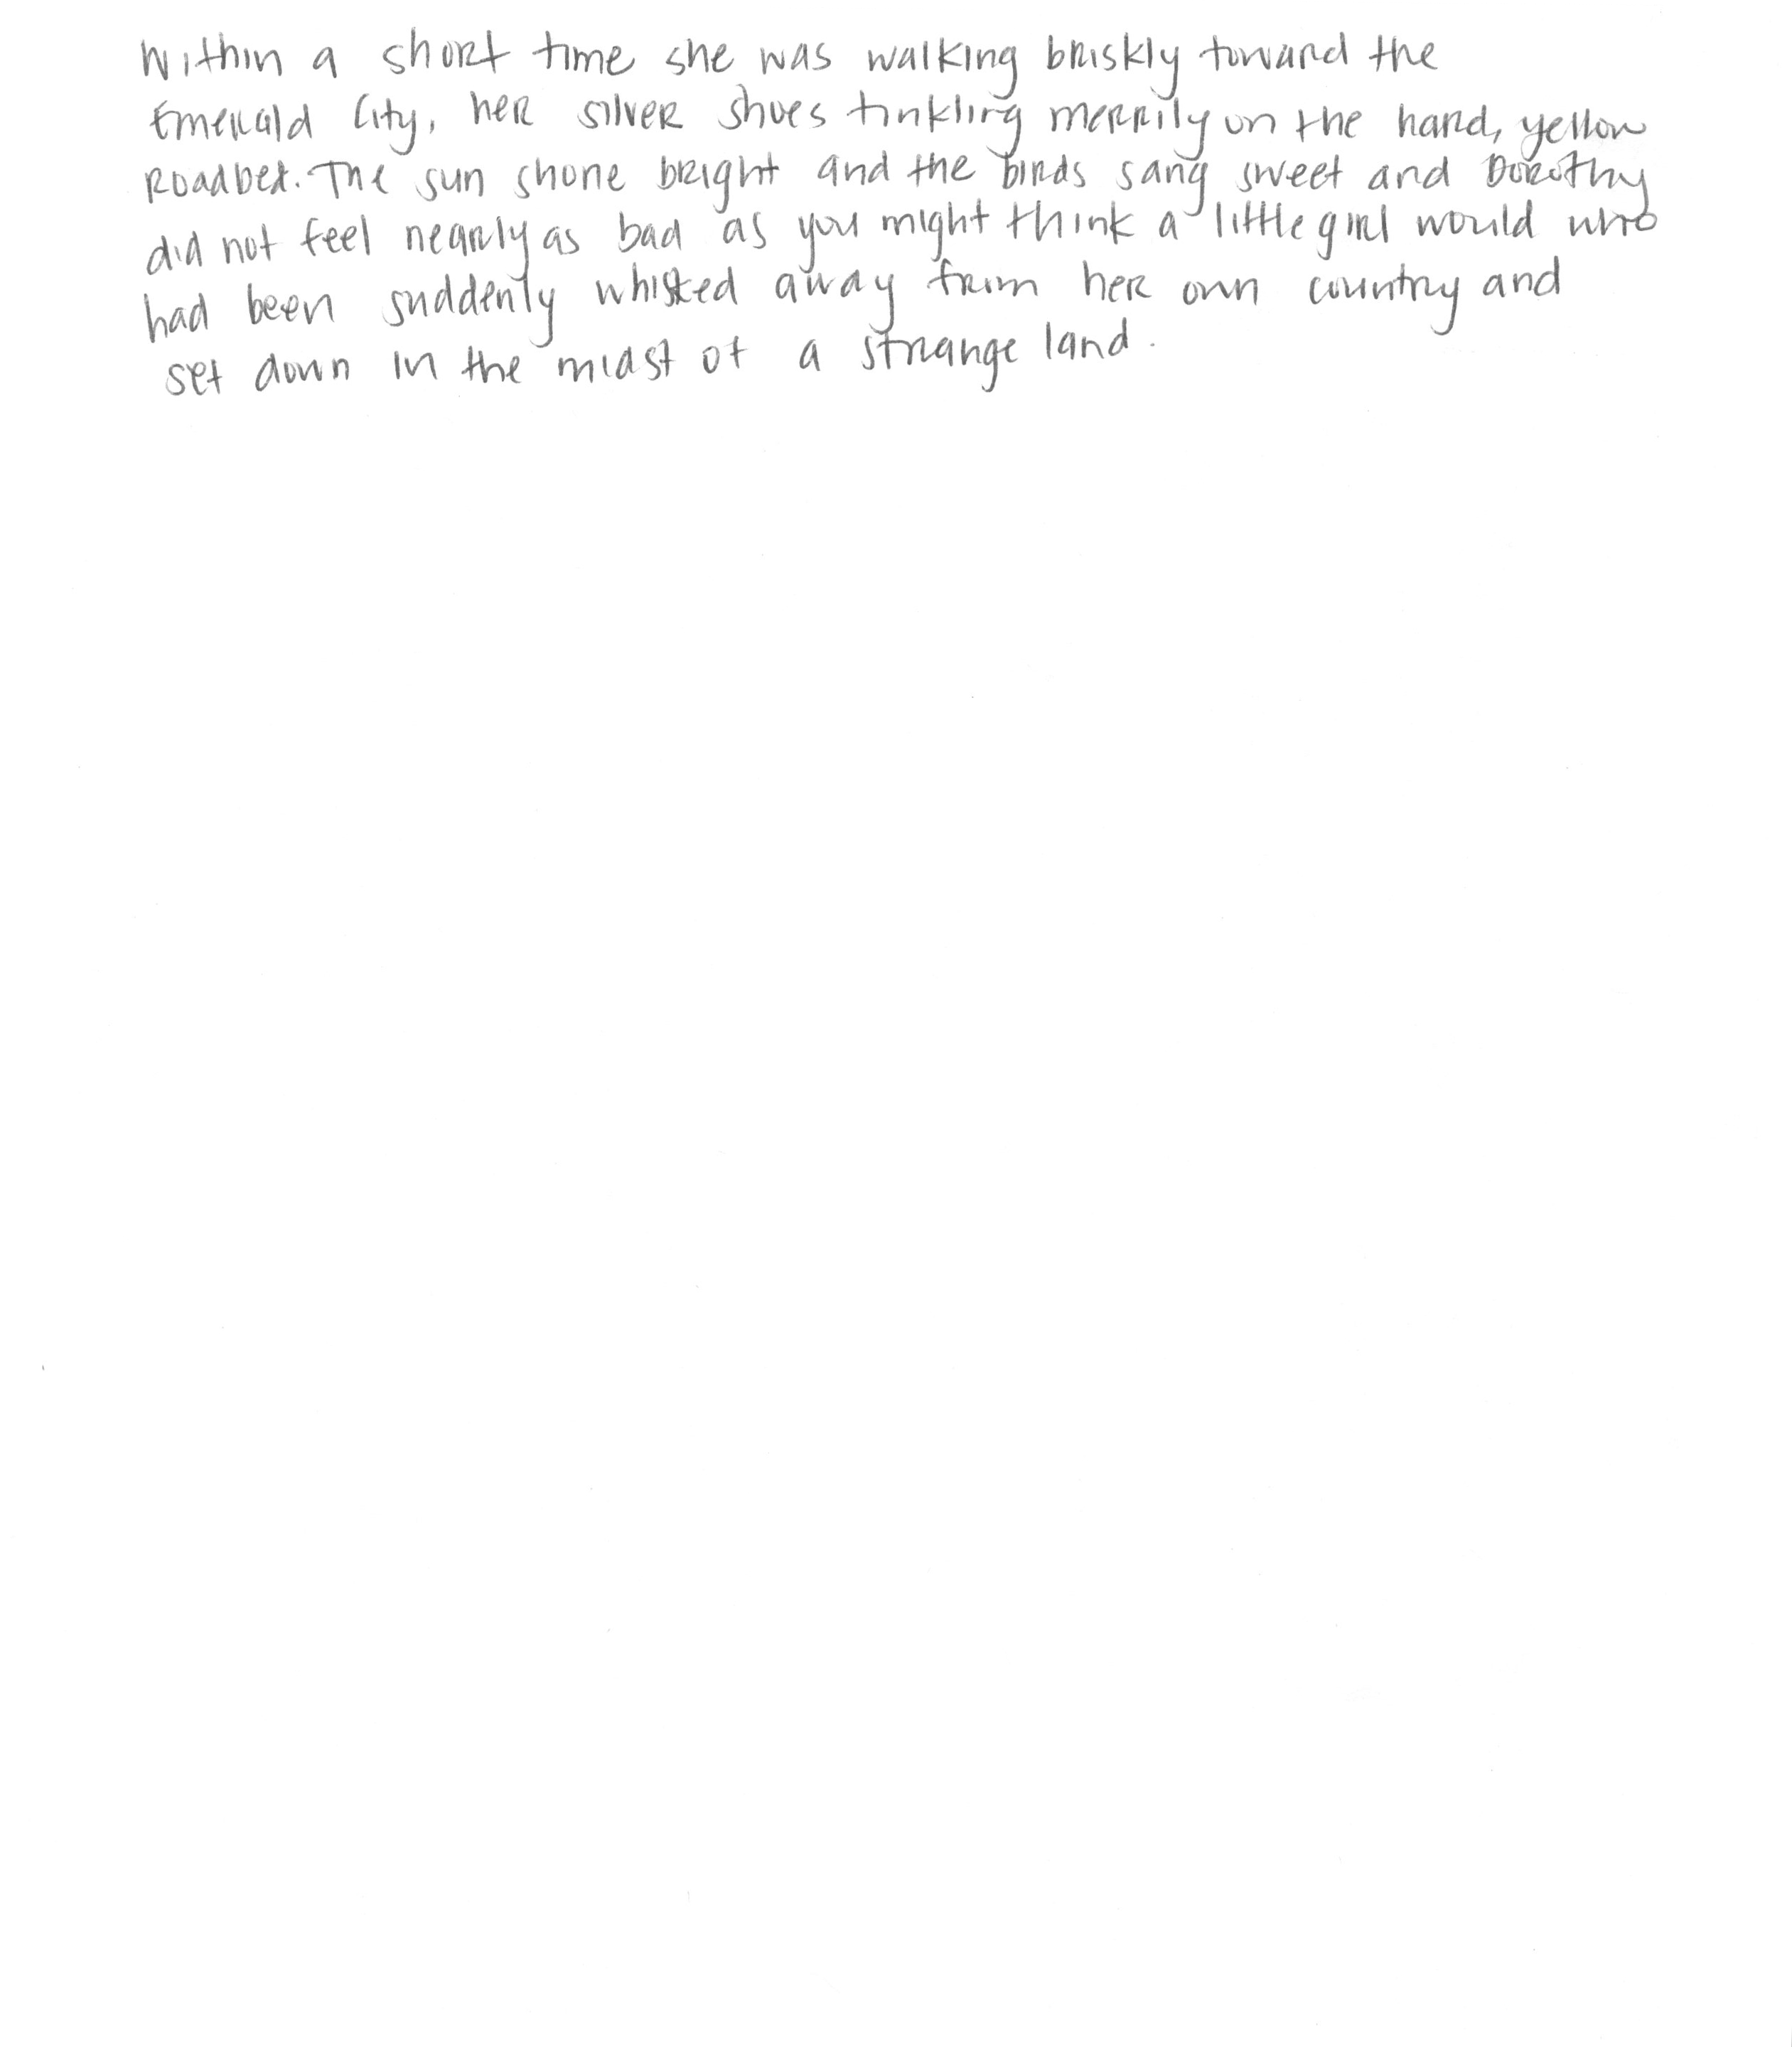 Within a short time she was walking briskly toward the
Emerald City, her silver shoes tinkling merrily on the hard, yellow
Roadbed. The sun shone bright and the birds sang sweet and Dorothy
did not feel nearly as bad as you might think a little girl would who
had been suddenly whisked away from her own country and
set down in the midst of a strange land.